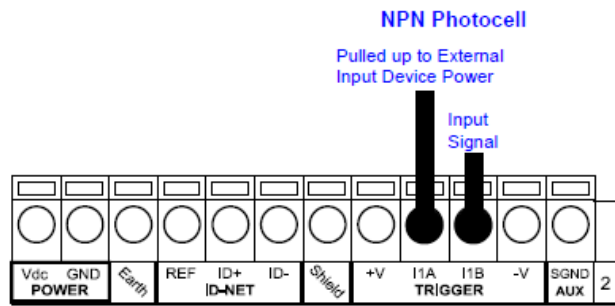 NPN Photocell
Pulled up to External
Input Device Power
Input
Signal
Vdc GND Earth REF ID+ ID- Shield +V I1A I1B -V SGND 2
POWER ID-NET TRIGGER AUX